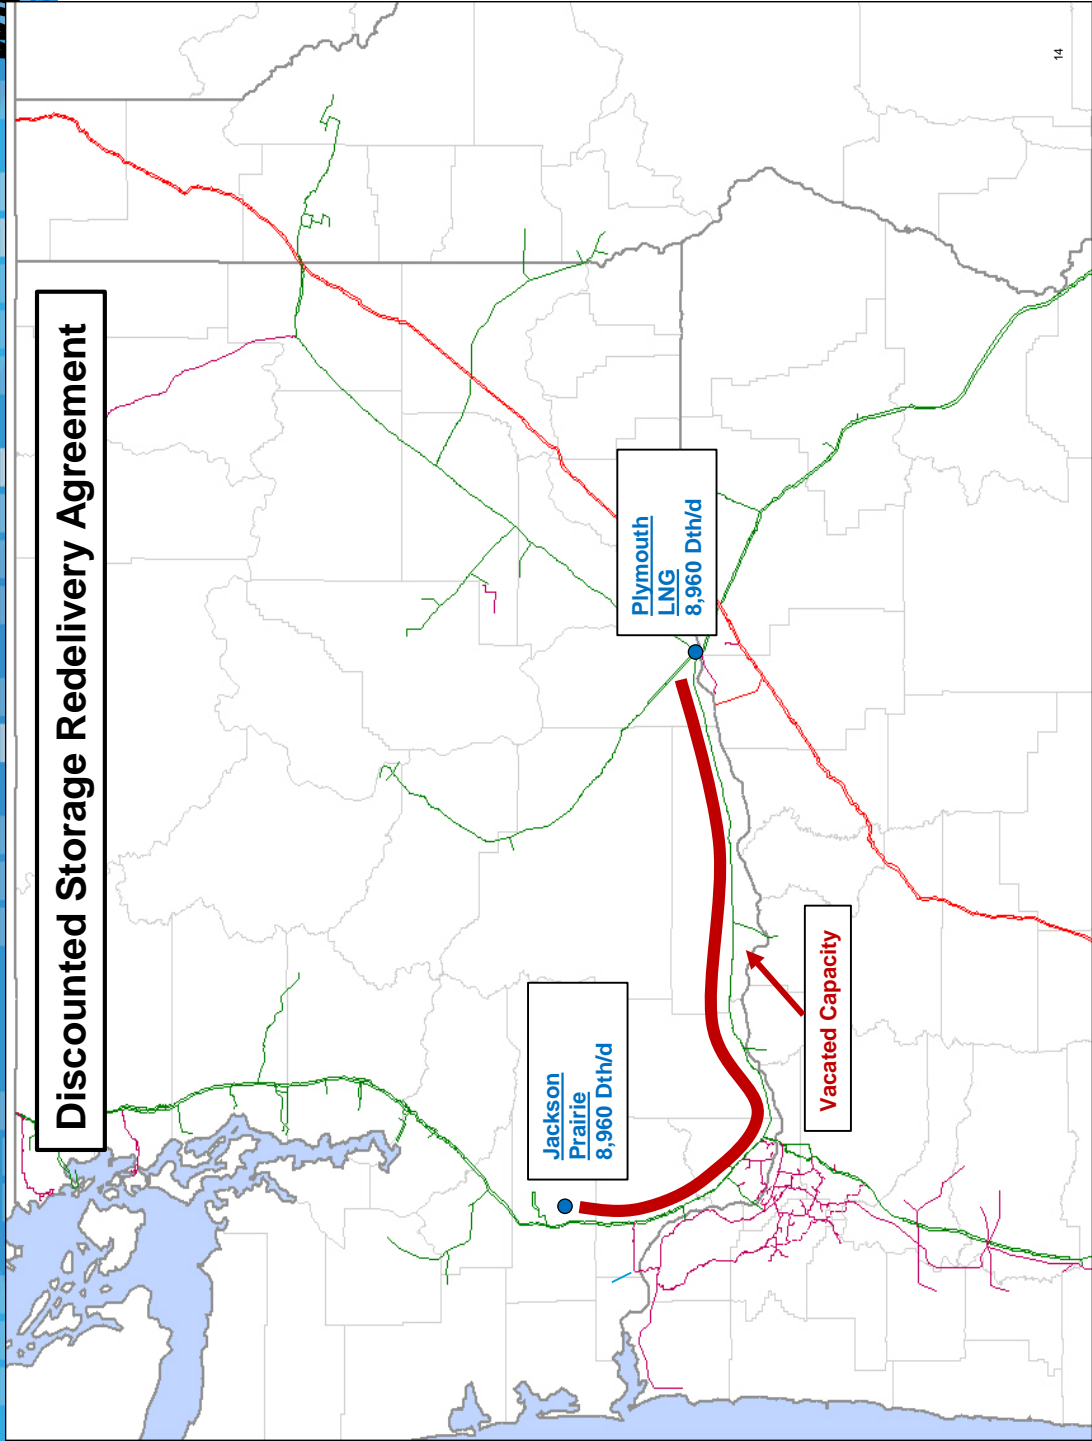 Discounted Storage Redelivery Agreement
Jackson
Prairie
8,960 Dth/d
Plymouth
LNG
8,960 Dth/d
Vacated Capacity
14